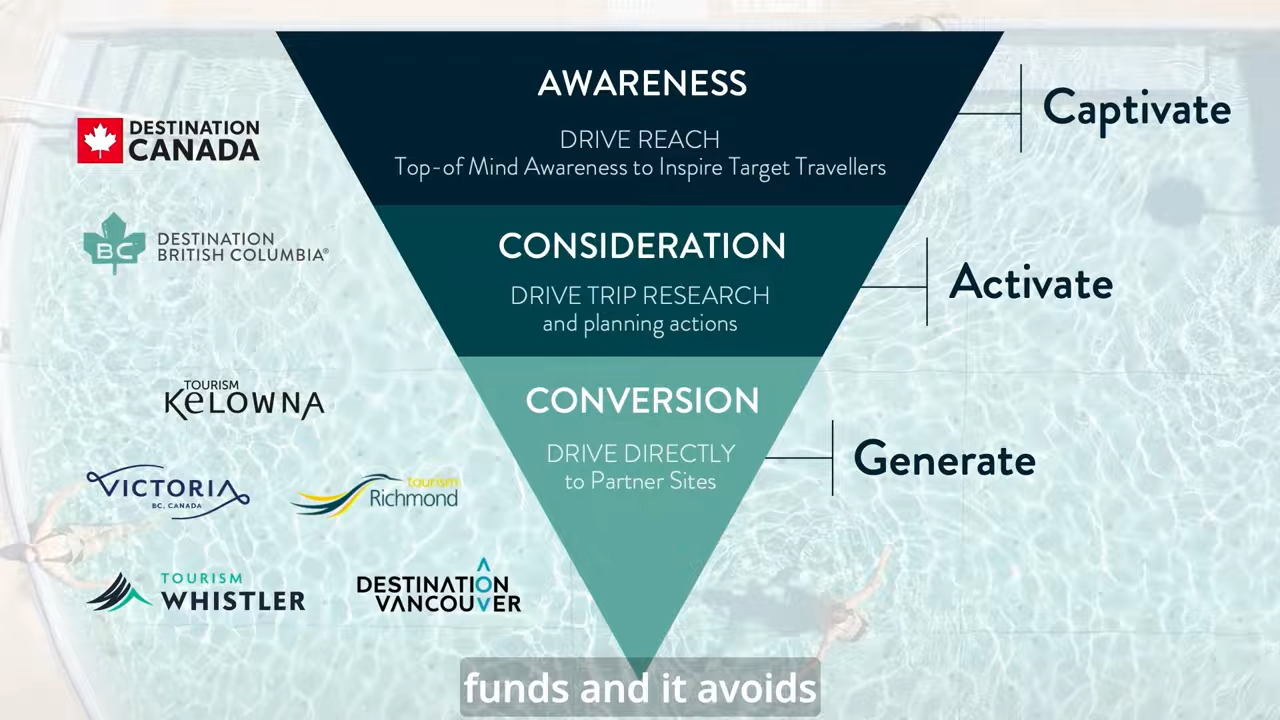 AWARENESS
DRIVE REACH
Top-of Mind Awareness to Inspire Target Travellers
Captivate
DESTINATION
CANADA
BC
DESTINATION
BRITISH COLUMBIA®
CONSIDERATION
DRIVE TRIP RESEARCH
and planning actions
Activate
TOURISM
KeLOWNA
CONVERSION
DRIVE DIRECTLY
to Partner Sites
Generate
VICTORIA
BC, CANADA
tourism
Richmond
TOURISM
WHISTLER
DESTINATION
VANCOUVER
funds and it avoids